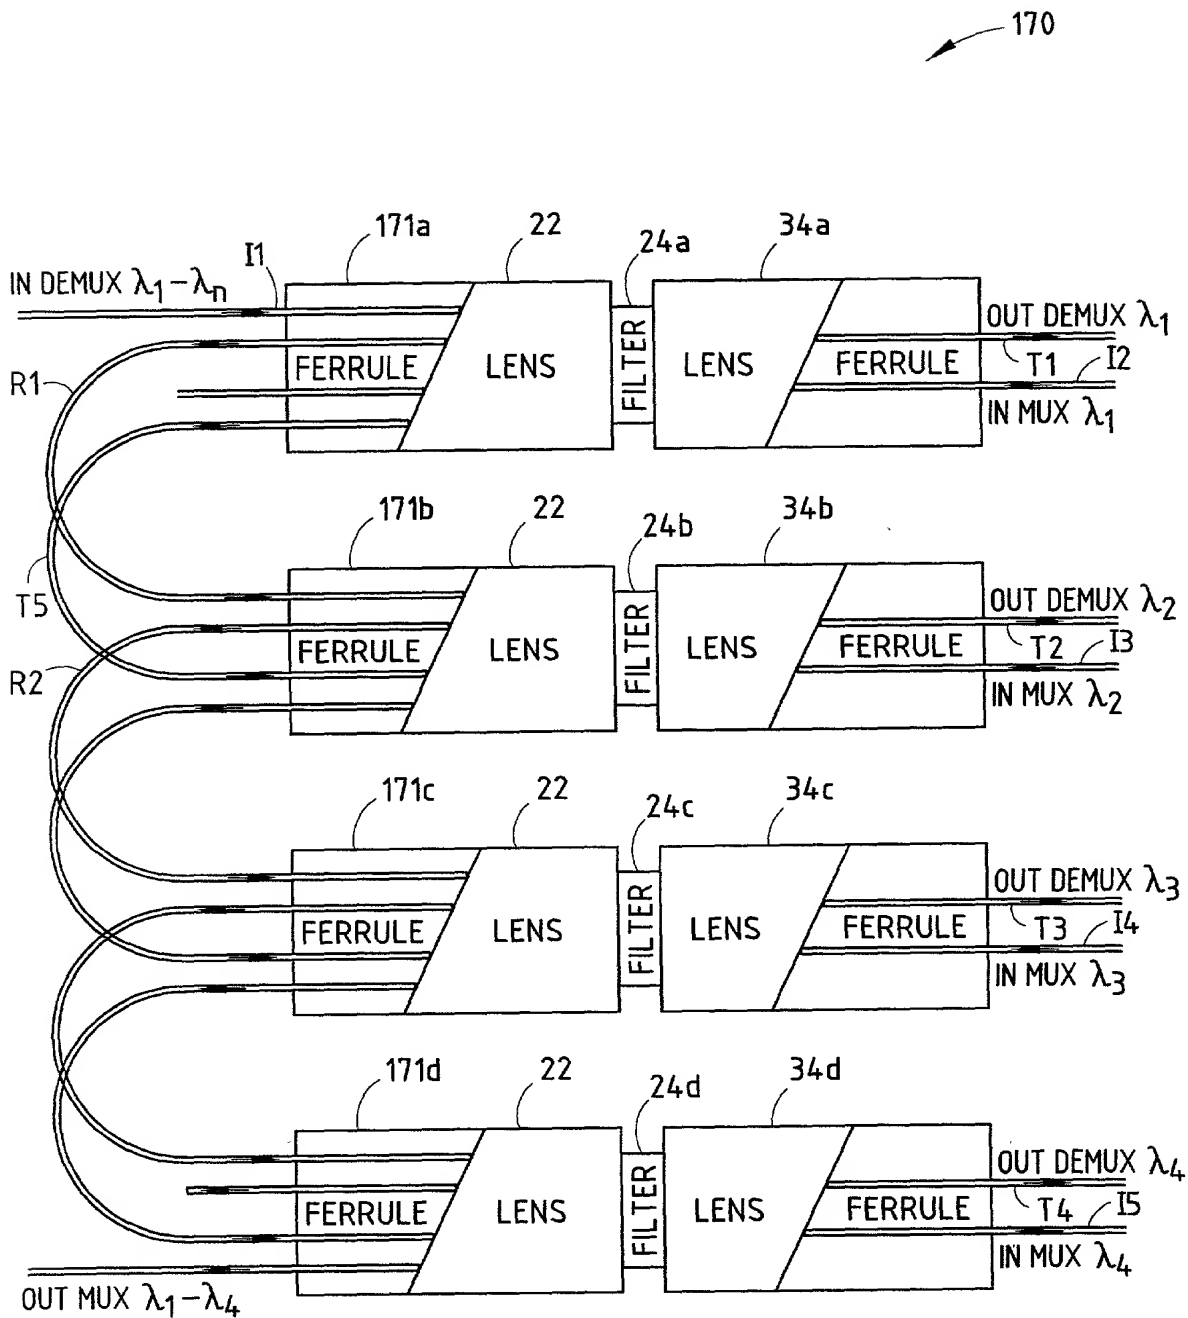 170
171a
22
24a
34a
I1
IN DEMUX λ1-λn
R1
FERRULE
LENS
FILTER
LENS
FERRULE
OUT DEMUX λ1
T1
I2
IN MUX λ1
T5
171b
22
24b
34b
R2
FERRULE
LENS
FILTER
LENS
FERRULE
OUT DEMUX λ2
T2
I3
IN MUX λ2
171c
22
24c
34c
FERRULE
LENS
FILTER
LENS
FERRULE
OUT DEMUX λ3
T3
I4
IN MUX λ3
171d
22
24d
34d
FERRULE
LENS
FILTER
LENS
FERRULE
OUT DEMUX λ4
T4
I5
IN MUX λ4
OUT MUX λ1-λ4